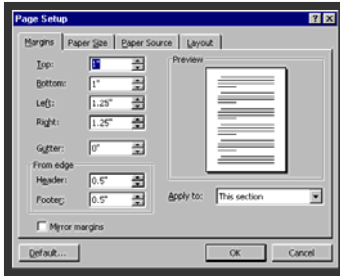 Page Setup
Margins Paper Size Paper Source Layout
Top: 1"
Bottom: 1"
Left: 1.25"
Right: 1.25"
Gutter: 0"
From edge
Header: 0.5"
Footer: 0.5"
Mirror margins
Preview
Apply to: This section
Default... OK Cancel